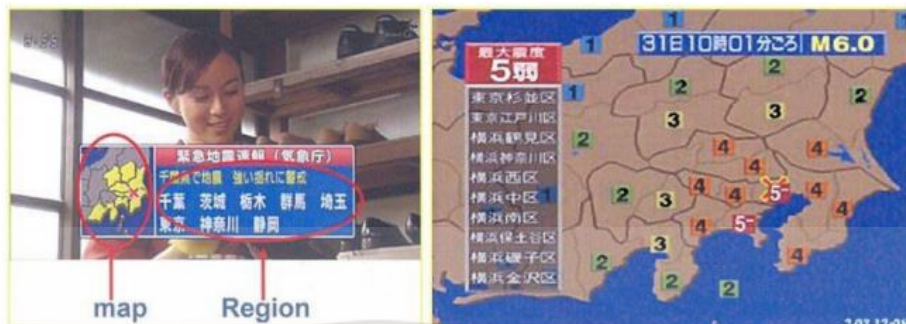 緊急地震速報（気象庁）
千葉県で地震 強い揺れに警戒
千葉 茨城 栃木 群馬 埼玉
東京 神奈川 静岡
map
Region
31日10時01分ごろ M6.0
最大震度
5弱
東京杉並区
東京江戸川区
横浜鶴見区
横浜神奈川区
横浜西区
横浜中区
横浜南区
横浜保土谷区
横浜磯子区
横浜金沢区
1
1
2
2
2
1
3
3
2
4
4
4
2
3
4
4
5-
4
1
4
5-
4
4
3
2
2
2